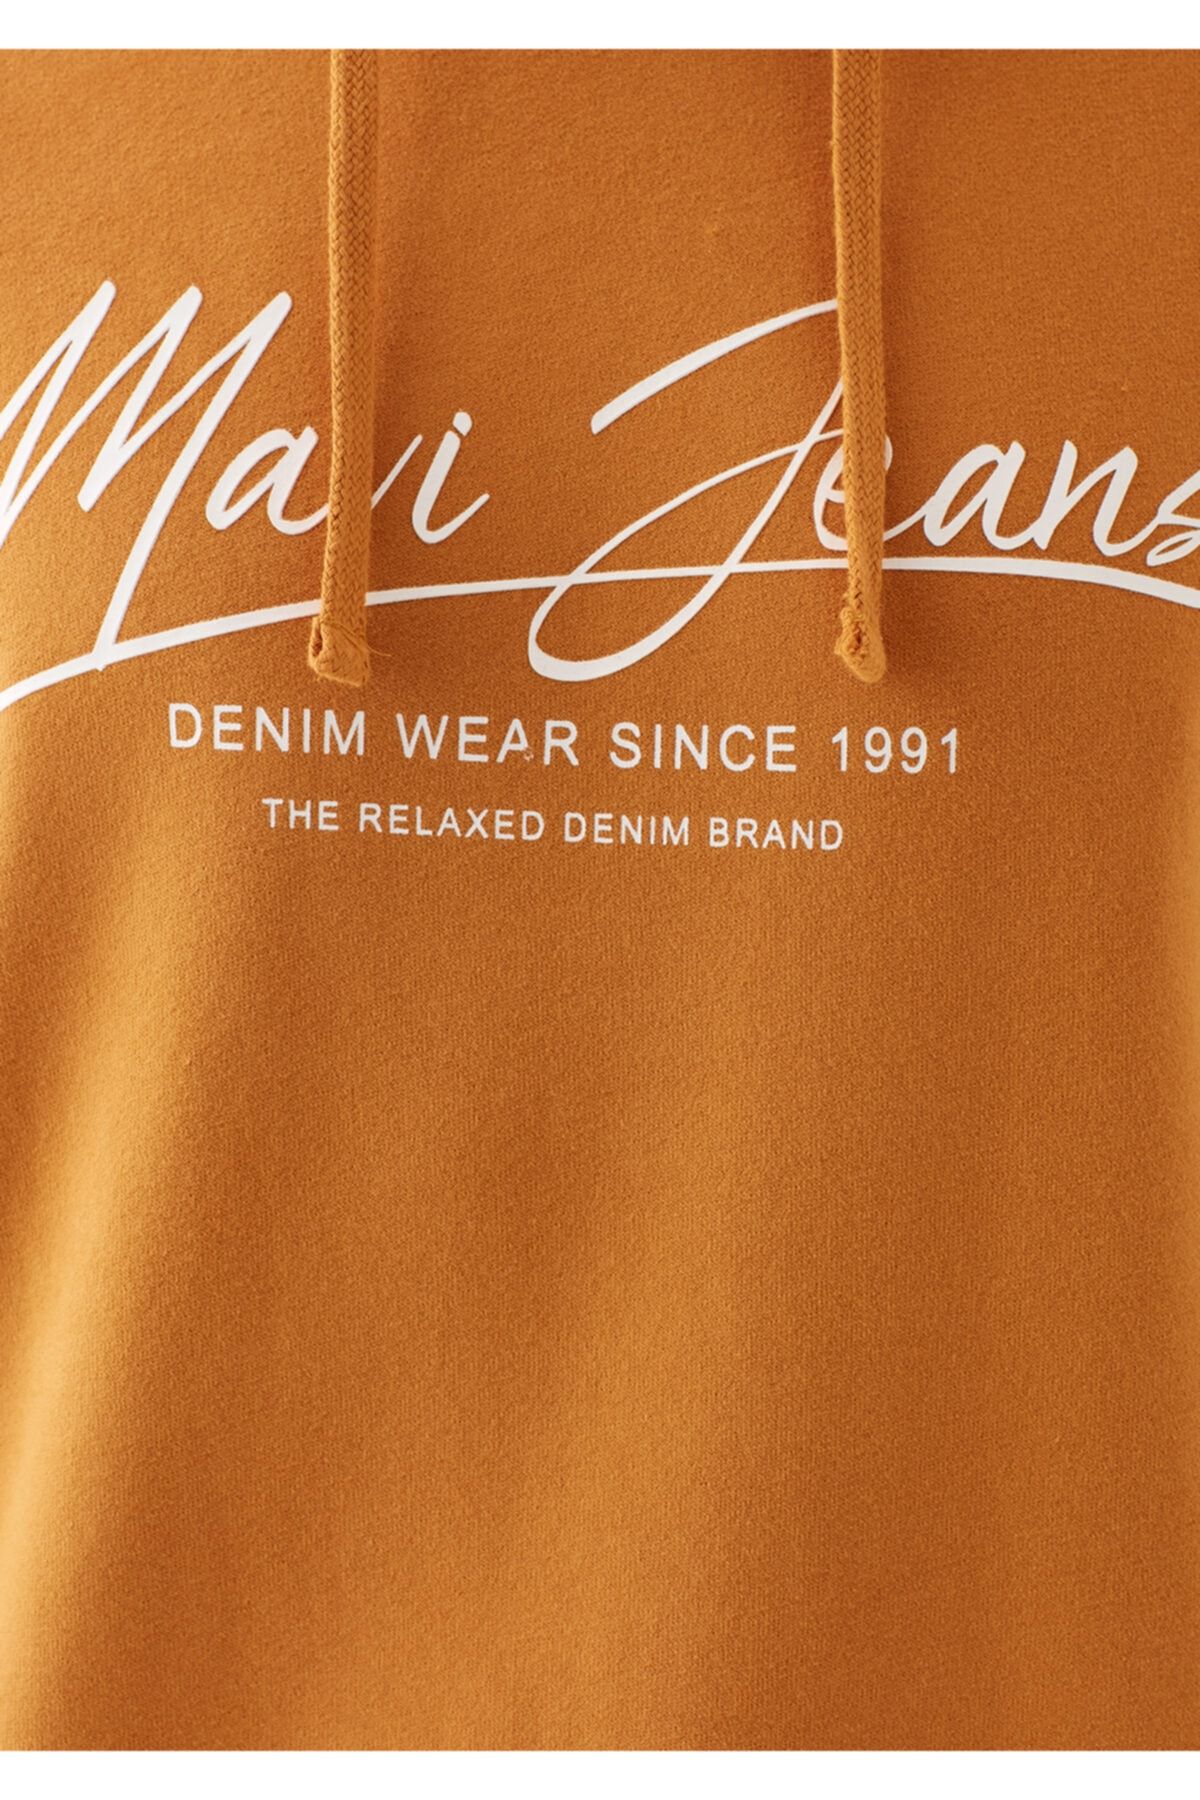 Mavi Jeans
DENIM WEAR SINCE 1991
THE RELAXED DENIM BRAND